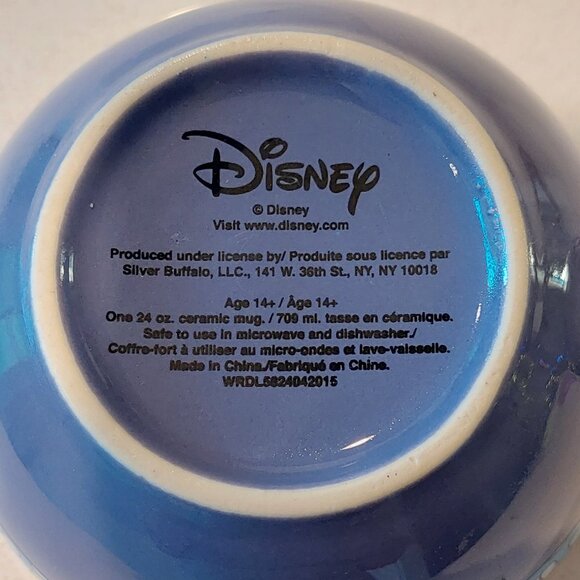 Disney
© Disney
Visit www.disney.com
Produced under license by/ Produite sous licence par
Silver Buffalo, LLC., 141 W. 36th St., NY, NY 10018
Age 14+ / Âge 14+
One 24 oz. ceramic mug. / 709 ml. tasse en céramique.
Safe to use in microwave and dishwasher./
Coffre-fort à utiliser au micro-ondes et lave-vaisselle.
Made in China./Fabriqué en Chine.
WRDL5824042015